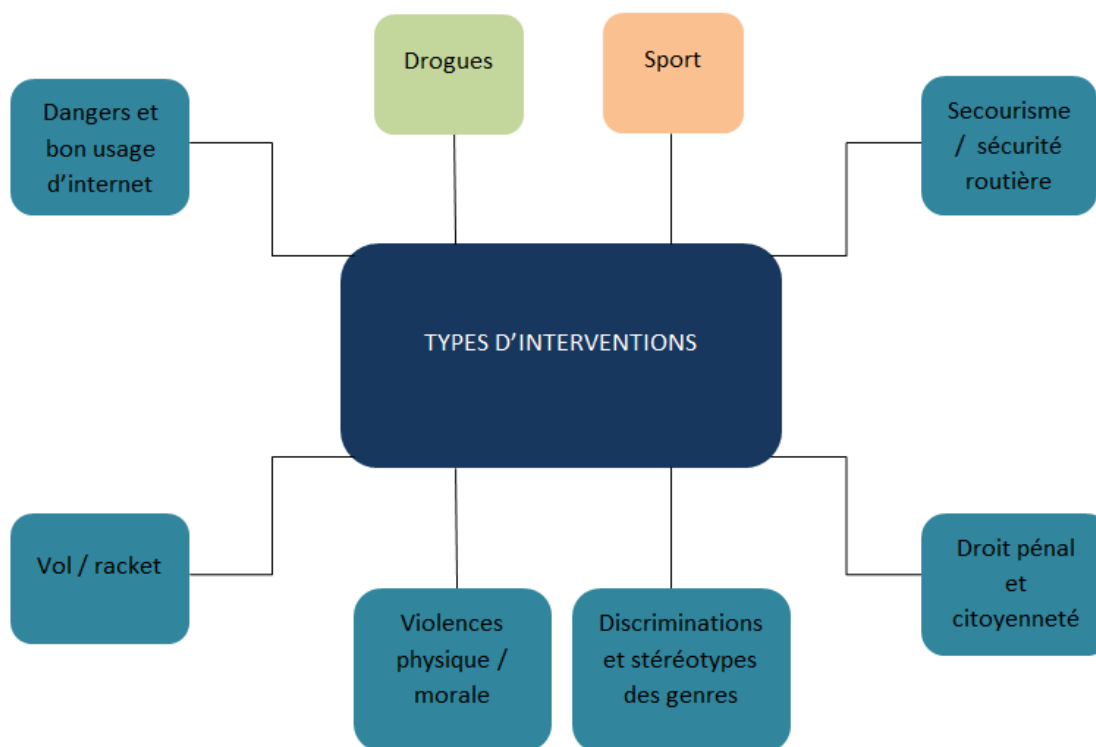 Drogues
Sport
Dangers et
bon usage
d’internet
Secourisme
/ sécurité
routière
TYPES D’INTERVENTIONS
Vol / racket
Violences
physique /
morale
Discriminations
et stéréotypes
des genres
Droit pénal
et
citoyenneté